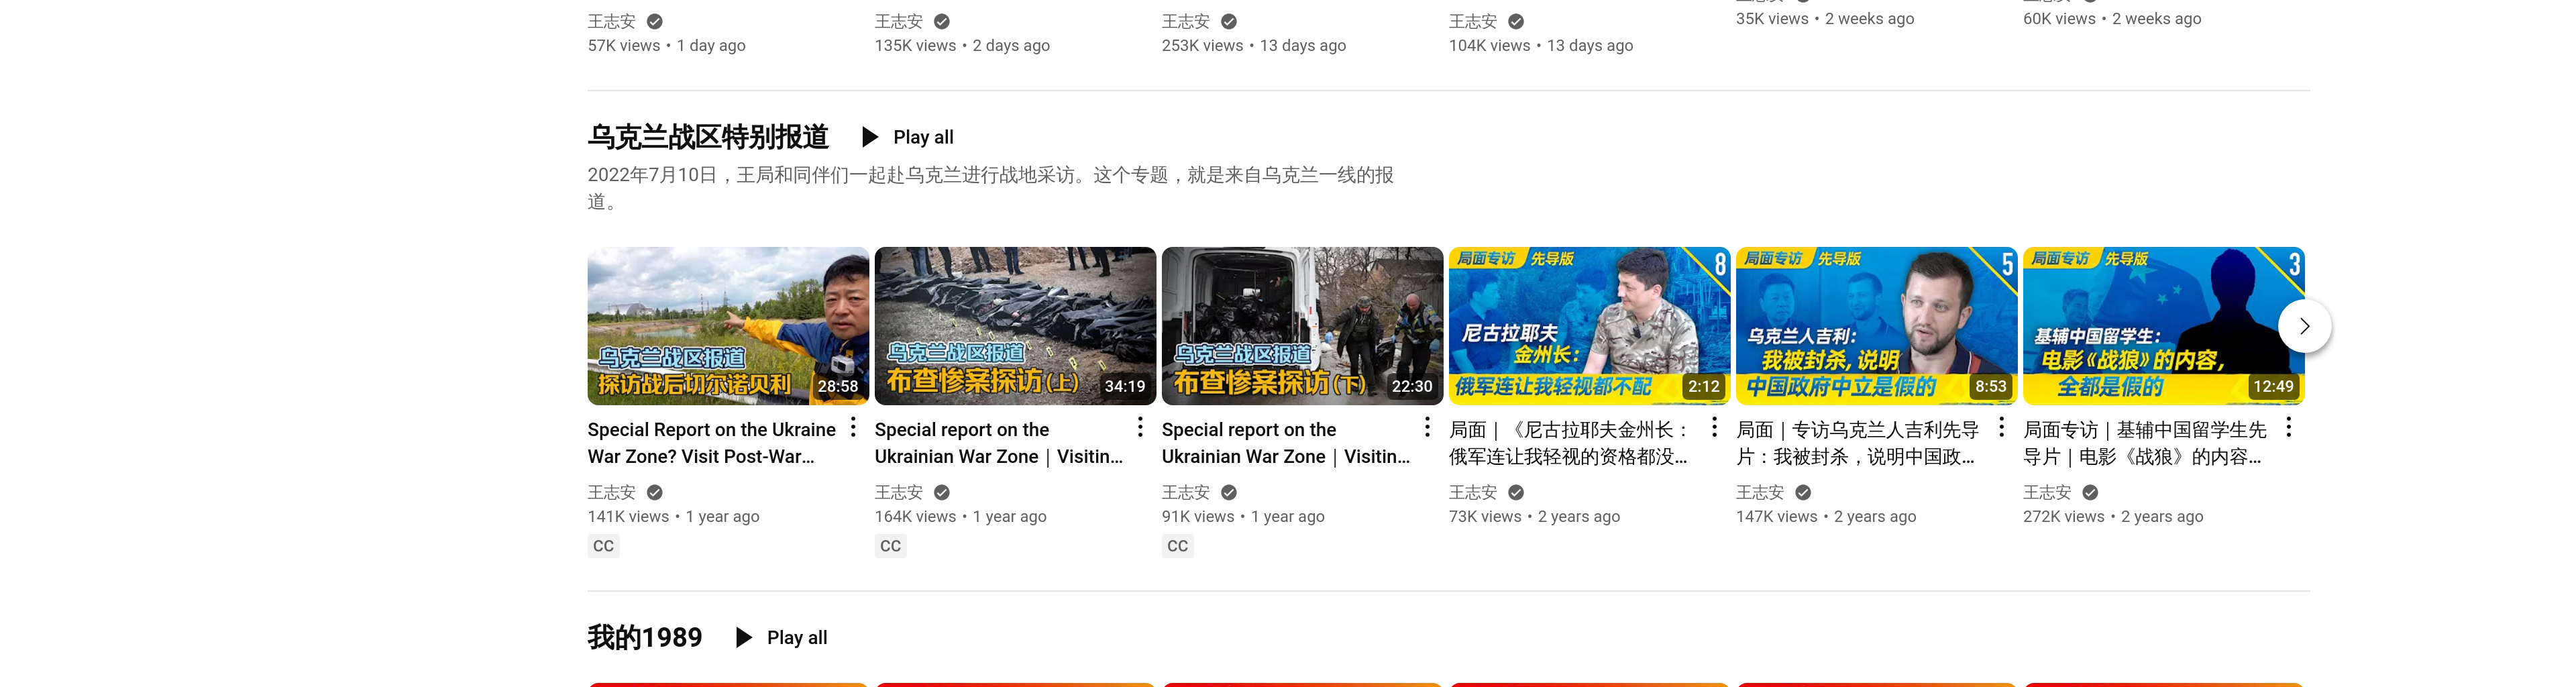 王志安
57K views • 1 day ago
王志安
135K views • 2 days ago
王志安
253K views • 13 days ago
王志安
104K views • 13 days ago
35K views • 2 weeks ago
60K views • 2 weeks ago
乌克兰战区特别报道
Play all
2022年7月10日，王局和同伴们一起赴乌克兰进行战地采访。这个专题，就是来自乌克兰一线的报
道。
乌克兰战区报道
探访战后切尔诺贝利
28:58
Special Report on the Ukraine
War Zone? Visit Post-War...
王志安
141K views • 1 year ago
CC
乌克兰战区报道
布查惨案探访(上)
34:19
Special report on the
Ukrainian War Zone｜Visitin...
王志安
164K views • 1 year ago
CC
乌克兰战区报道
布查惨案探访(下)
22:30
Special report on the
Ukrainian War Zone｜Visitin...
王志安
91K views • 1 year ago
CC
局面专访 先导版
8
尼古拉耶夫
金州长：
俄军连让我轻视都不配
2:12
局面｜《尼古拉耶夫金州长：
俄军连让我轻视的资格都没...
王志安
73K views • 2 years ago
局面专访 先导版
5
乌克兰人吉利：
我被封杀，说明
中国政府中立是假的
8:53
局面｜专访乌克兰人吉利先导
片：我被封杀，说明中国政...
王志安
147K views • 2 years ago
局面专访 先导版
3
基辅中国留学生：
电影《战狼》的内容，
全都是假的
12:49
局面专访｜基辅中国留学生先
导片｜电影《战狼》的内容...
王志安
272K views • 2 years ago
我的1989
Play all